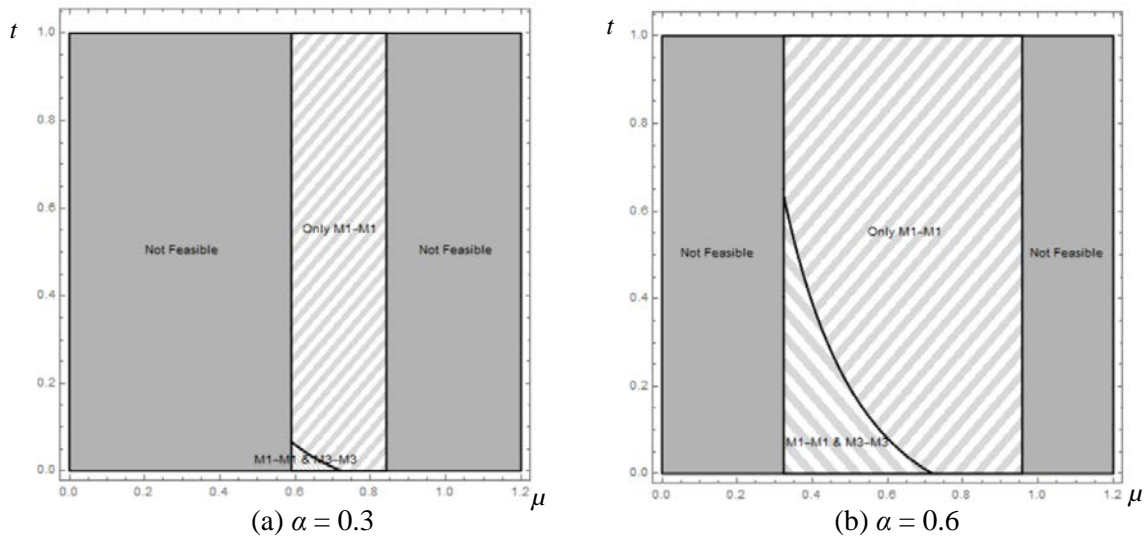 t
1.0
0.8
0.6
0.4
0.2
0.0
Not Feasible
Only M1–M1
Not Feasible
M1–M1 & M3–M3
0.0 0.2 0.4 0.6 0.8 1.0 1.2 μ
(a) α = 0.3
t
1.0
0.8
0.6
0.4
0.2
0.0
Not Feasible
Only M1–M1
Not Feasible
M1–M1 & M3–M3
0.0 0.2 0.4 0.6 0.8 1.0 1.2 μ
(b) α = 0.6